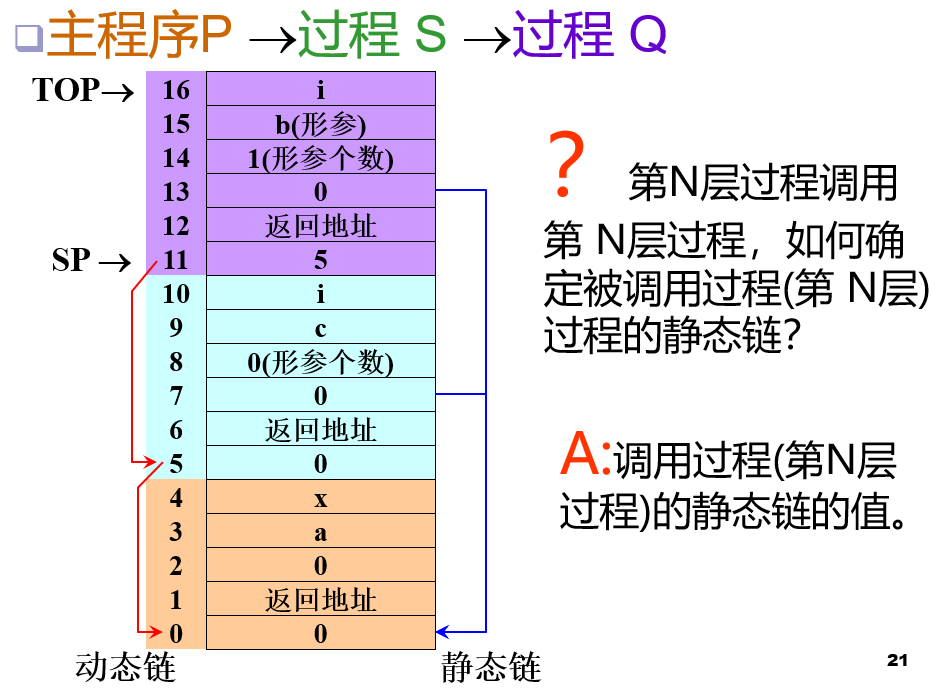 ❑主程序P →过程 S →过程 Q
TOP→ 16 i
15 b(形参)
14 1(形参个数)
13 0
12 返回地址
SP→ 11 5
10 i
9 c
8 0(形参个数)
7 0
6 返回地址
5 0
4 x
3 a
2 0
1 返回地址
0 0
动态链 静态链
? 第N层过程调用
第 N层过程，如何确
定被调用过程(第 N层)
过程的静态链?
A:调用过程(第N层
过程)的静态链的值。
21